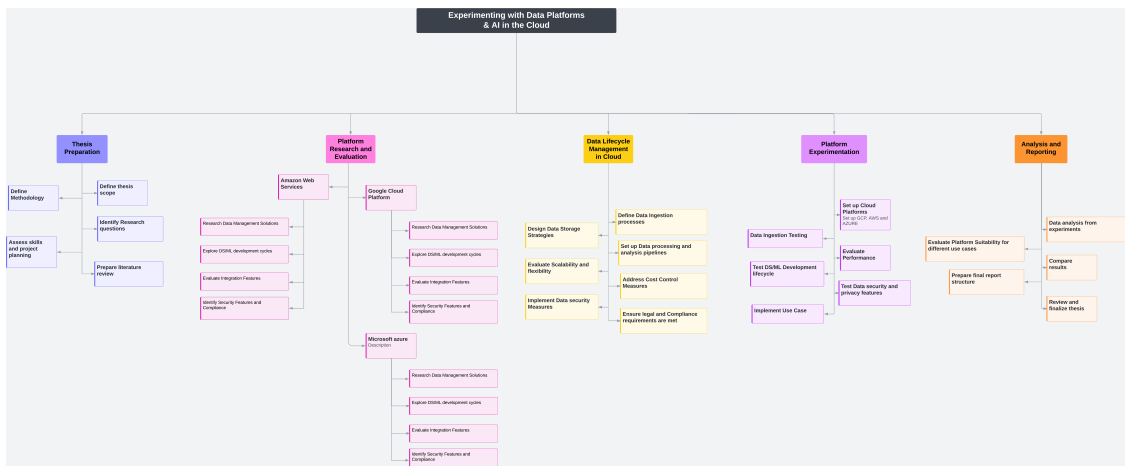 Experimenting with Data Platforms
& AI in the Cloud
Thesis
Preparation
Define
Methodology
Define thesis
scope
Identify Research
questions
Assess skills
and project
planning
Prepare literature
review
Platform
Research and
Evaluation
Amazon Web
Services
Research Data Management Solutions
Explore DS/ML development cycles
Evaluate Integration Features
Identify Security Features and
Compliance
Google Cloud
Platform
Research Data Management Solutions
Explore DS/ML development cycles
Evaluate Integration Features
Identify Security Features and
Compliance
Microsoft azure
Description
Research Data Management Solutions
Explore DS/ML development cycles
Evaluate Integration Features
Identify Security Features and
Compliance
Data Lifecycle
Management
in Cloud
Define Data Ingestion
processes
Design Data Storage
Strategies
Set up Data processing and
analysis pipelines
Evaluate Scalability and
flexibility
Address Cost Control
Measures
Implement Data security
Measures
Ensure legal and Compliance
requirements are met
Platform
Experimentation
Set up Cloud
Platforms
Set up GCP, AWS and
AZURE
Data Ingestion Testing
Evaluate
Performance
Test DS/ML Development
lifecycle
Test Data security and
privacy features
Implement Use Case
Analysis and
Reporting
Data analysis from
experiments
Evaluate Platform Suitability for
different use cases
Compare
results
Prepare final report
structure
Review and
finalize thesis